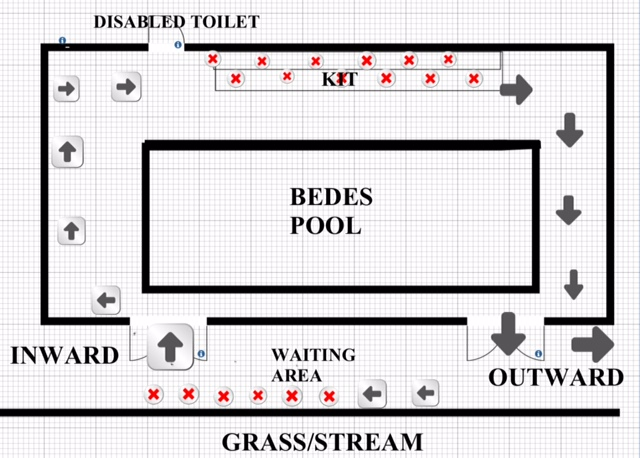 DISABLED TOILET
KIT
BEDES
POOL
INWARD
WAITING
AREA
OUTWARD
GRASS/STREAM